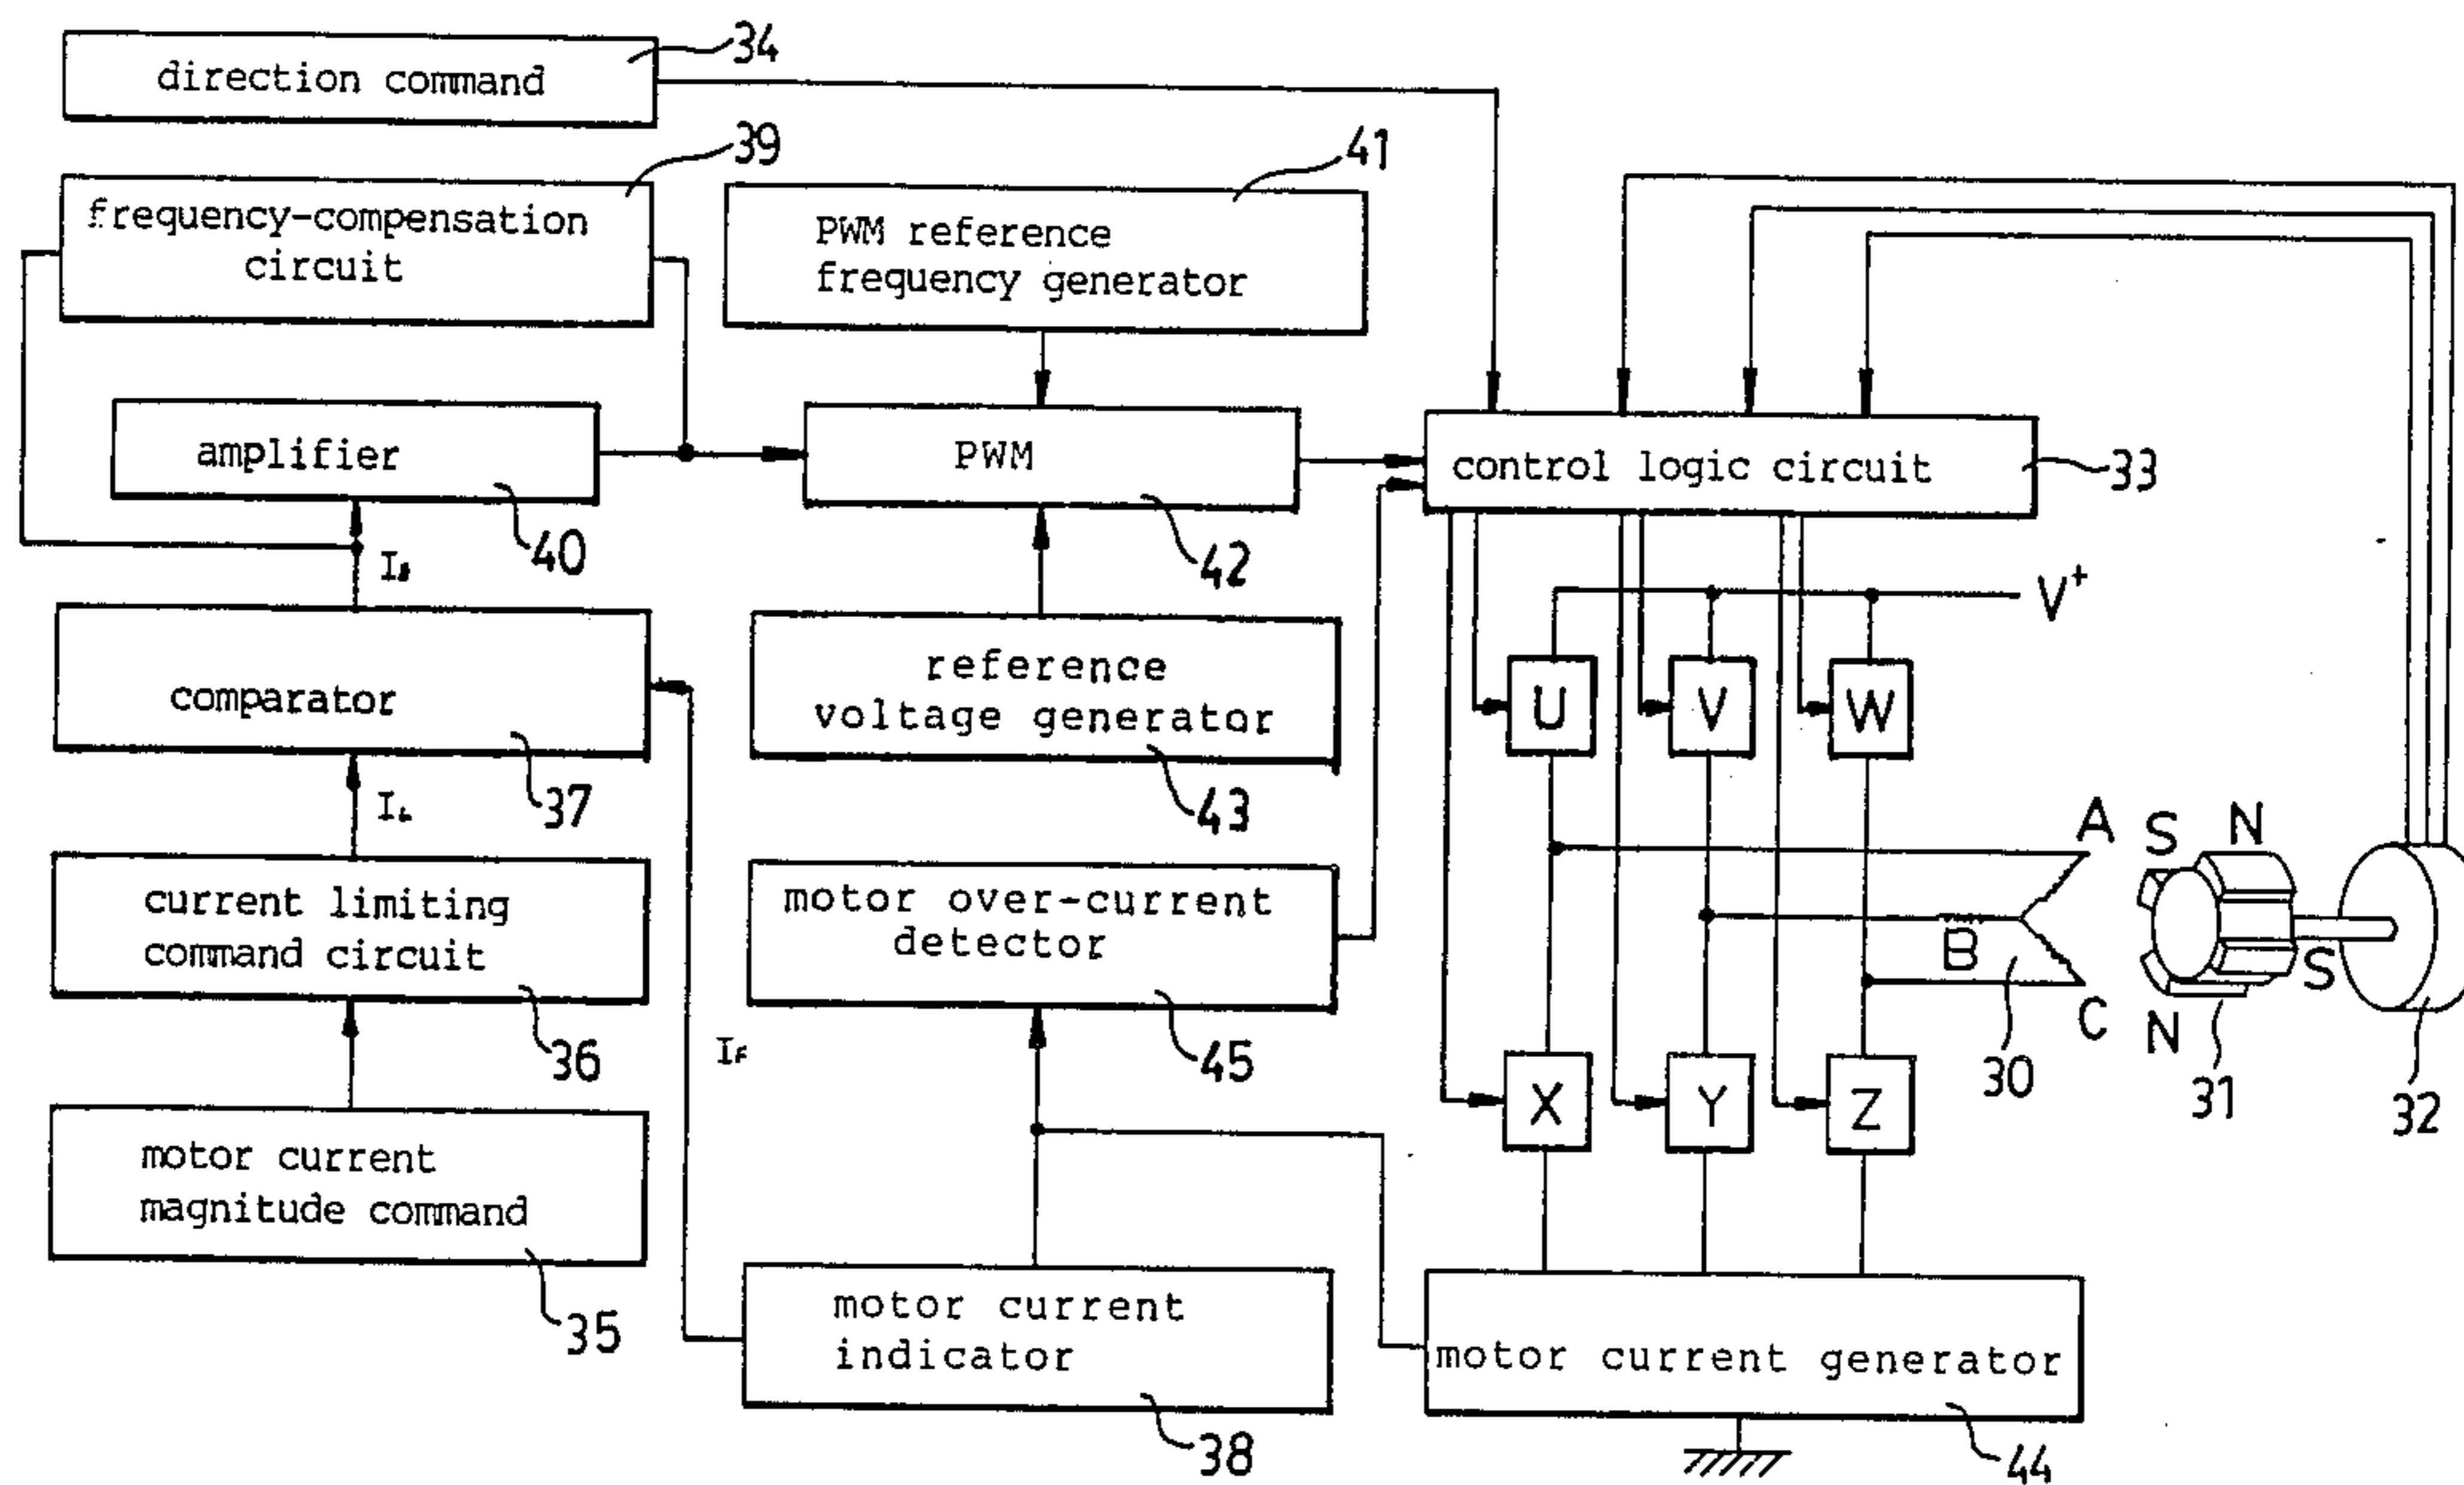 34
direction command
39
frequency-compensation
circuit
41
PWM reference
frequency generator
amplifier
40
PWM
42
control logic circuit
33
V+
reference
voltage generator
43
comparator
37
U
V
W
current limiting
command circuit
36
motor over-current
detector
45
A
B
C
30
S
N
S
N
31
32
X
Y
Z
motor current
magnitude command
35
motor current
indicator
38
motor current generator
44